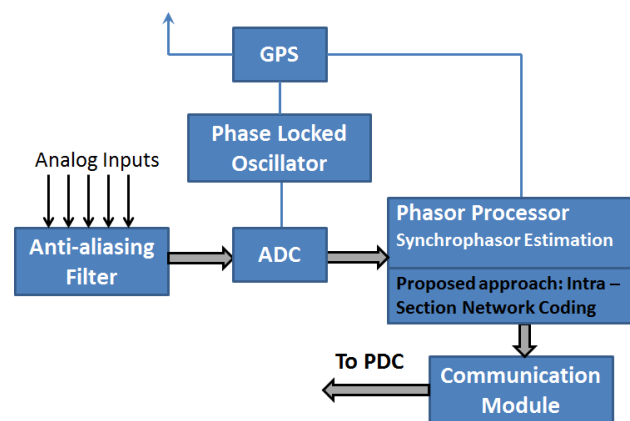 GPS
Phase Locked
Oscillator
Analog Inputs
Anti-aliasing
Filter
ADC
Phasor Processor
Synchrophasor Estimation
Proposed approach: Intra –
Section Network Coding
To PDC
Communication
Module